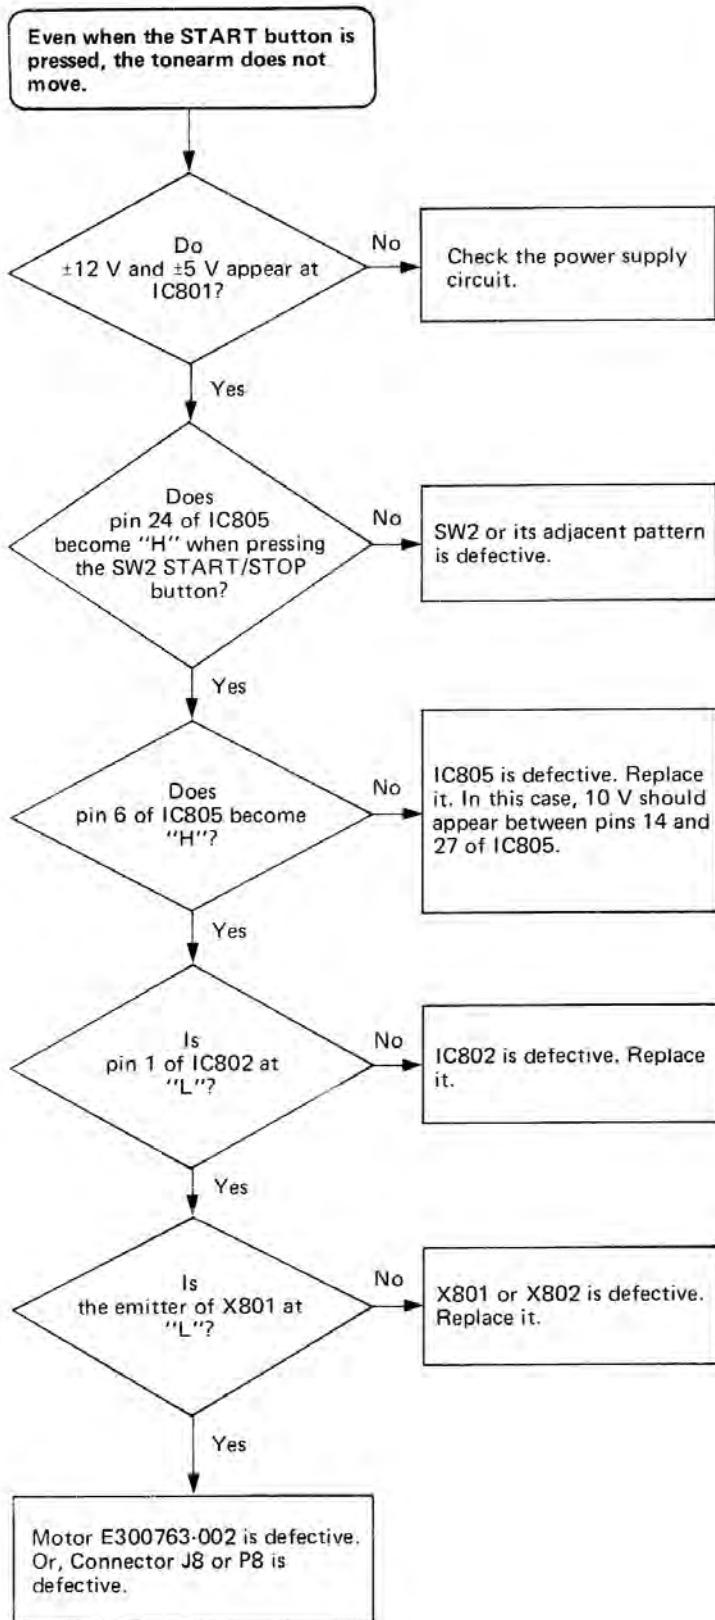 Even when the START button is
pressed, the tonearm does not
move.
Do
±12 V and ±5 V appear at
IC801?
No
Check the power supply
circuit.
Yes
Does
pin 24 of IC805
become "H" when pressing
the SW2 START/STOP
button?
No
SW2 or its adjacent pattern
is defective.
Yes
Does
pin 6 of IC805 become
"H"?
No
IC805 is defective. Replace
it. In this case, 10 V should
appear between pins 14 and
27 of IC805.
Yes
Is
pin 1 of IC802 at
"L"?
No
IC802 is defective. Replace
it.
Yes
Is
the emitter of X801 at
"L"?
No
X801 or X802 is defective.
Replace it.
Yes
Motor E300763-002 is defective.
Or, Connector J8 or P8 is
defective.